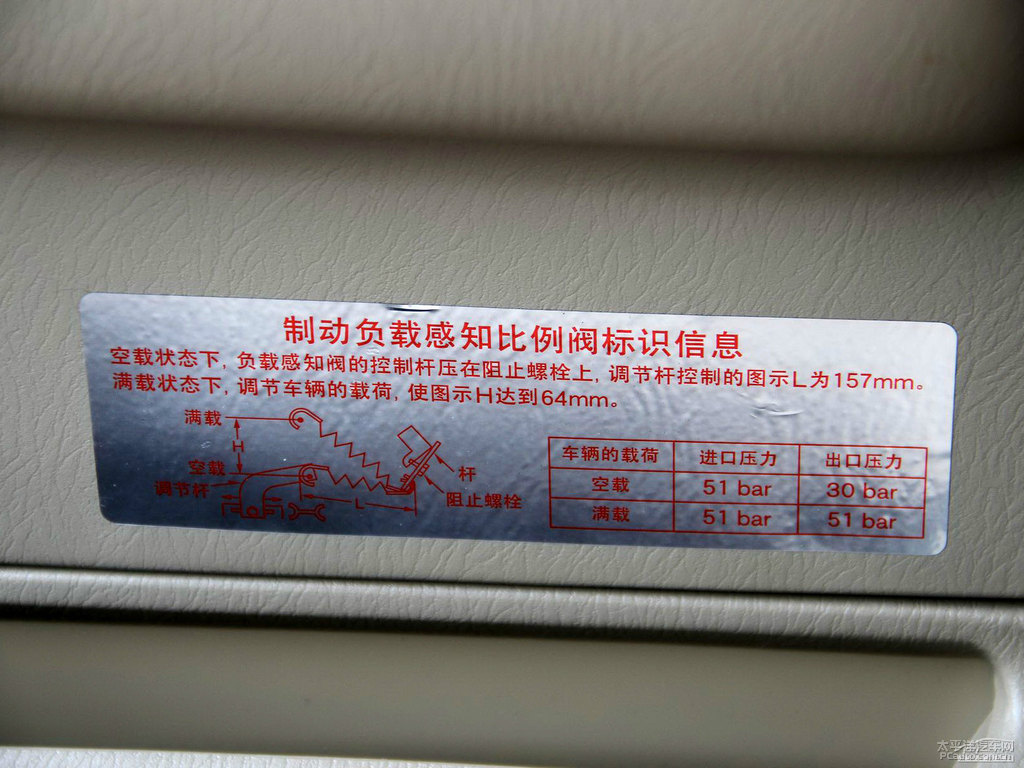 制动负载感知比例阀标识信息
空载状态下, 负载感知阀的控制杆压在阻止螺栓上, 调节杆控制的图示L为157mm。
满载状态下, 调节车辆的载荷, 使图示H达到64mm。
满载
H
空载
调节杆
L
杆
阻止螺栓
车辆的载荷 进口压力 出口压力
空载 51 bar 30 bar
满载 51 bar 51 bar
太平洋汽车网
PCauto.com.cn